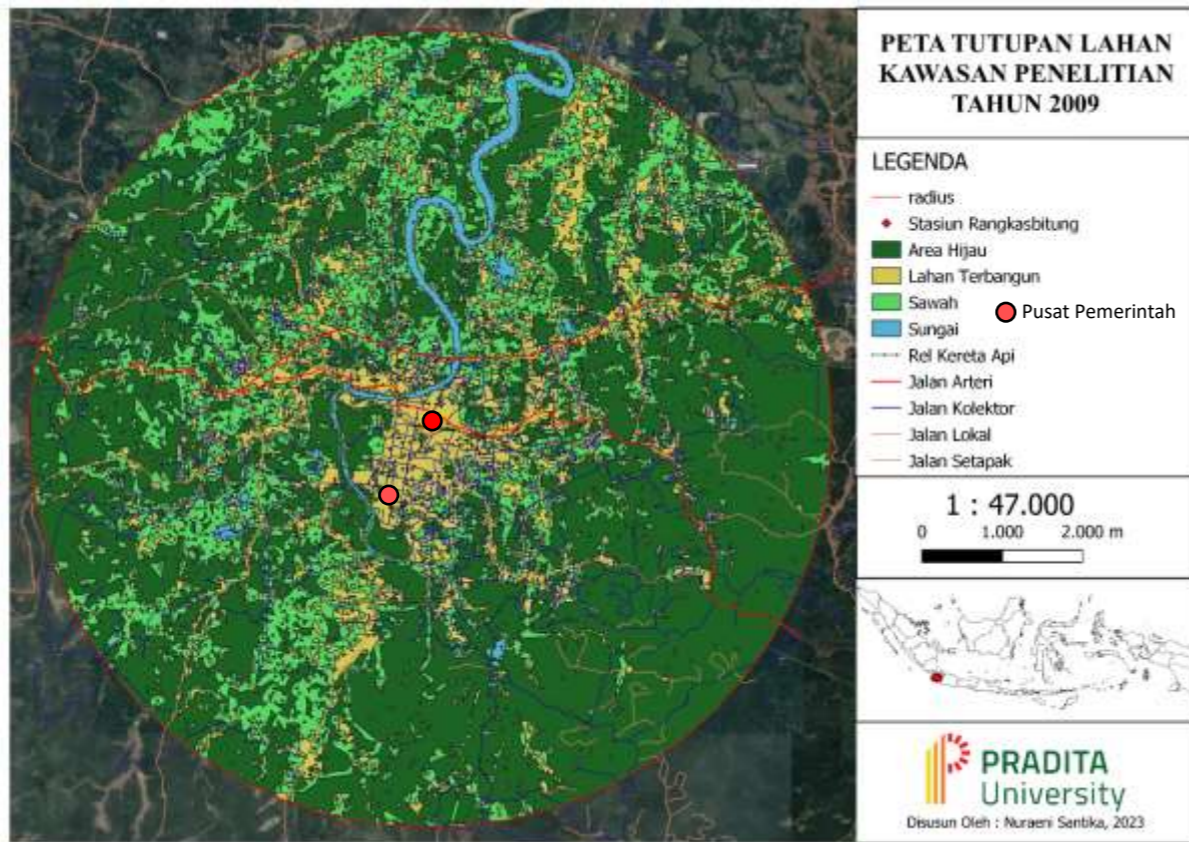 PETA TUTUPAN LAHAN
KAWASAN PENELITIAN
TAHUN 2009
LEGENDA
radius
Stasiun Rangkasbitung
Area Hijau
Lahan Terbangun
Sawah
Pusat Pemerintah
Sungai
Rel Kereta Api
Jalan Arteri
Jalan Kolektor
Jalan Lokal
Jalan Setapak
1 : 47.000
0 1.000 2.000 m
PRADITA
University
Disusun Oleh : Nuraeni Santika, 2023